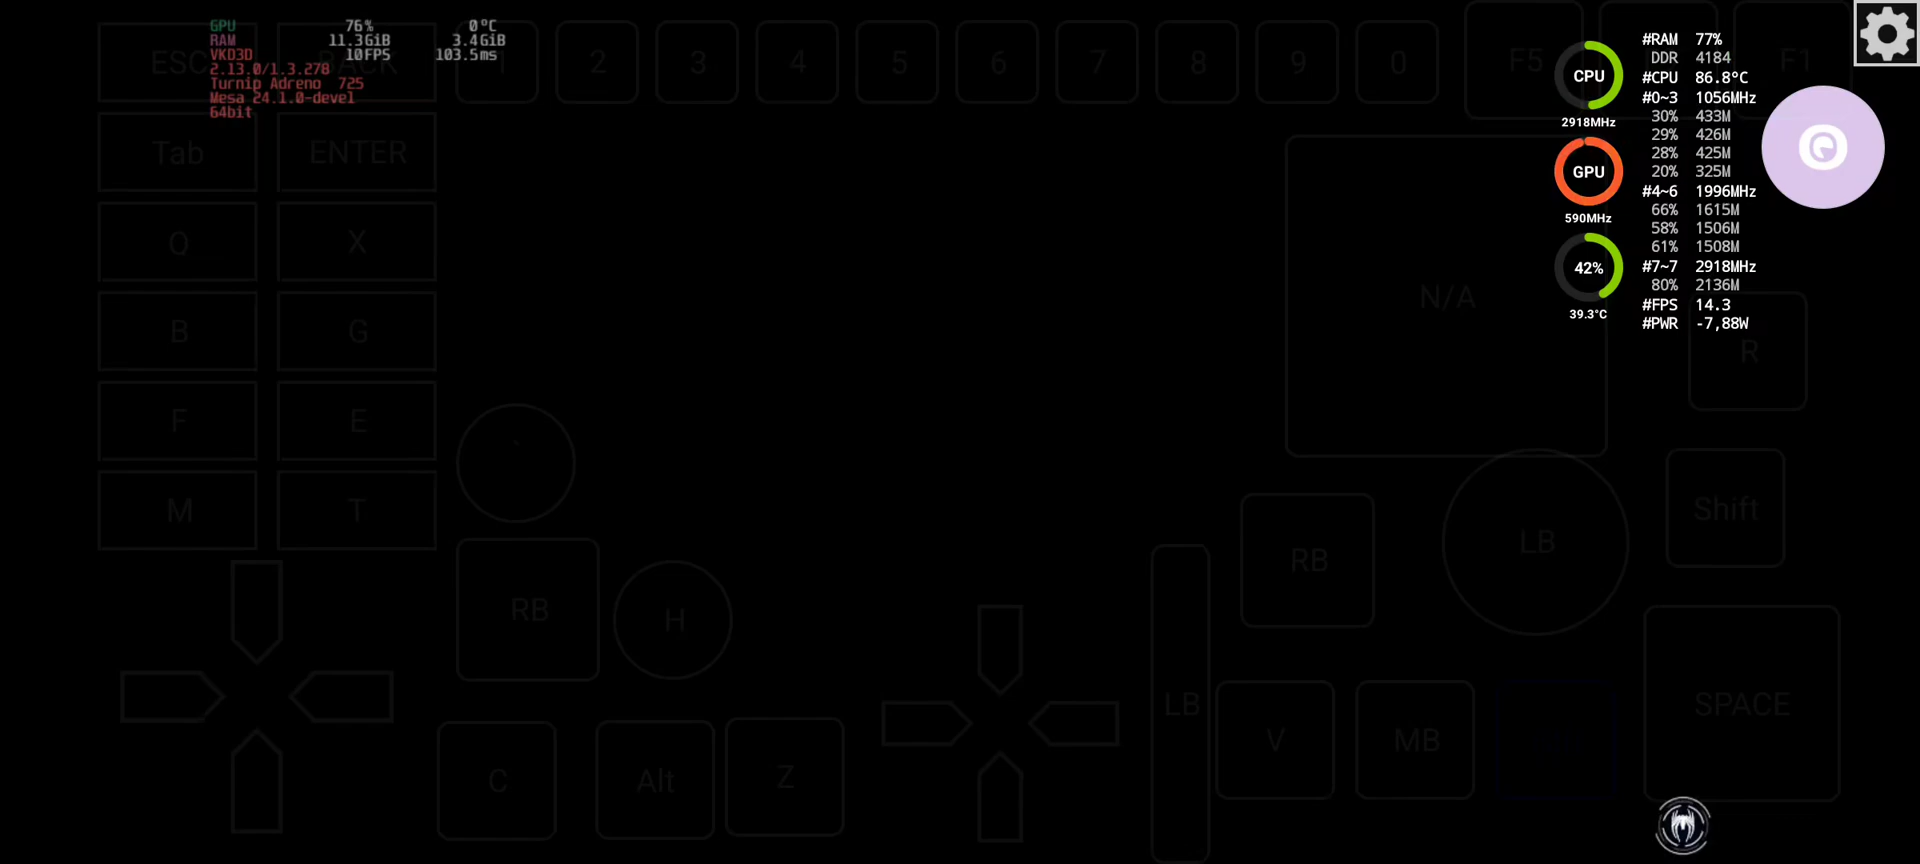 GPU 76% 0°C
RAM 11.3GiB 3.4GiB
VKD3D 10FPS 103.5ms
2.13.0/1.3.278
Turnip Adreno 725
Mesa 24.1.0-devel
64bit
ESC BACK 1 2 3 4 5 6 7 8 9 0 F5 F1
Tab ENTER
Q X
B G
F E
M T
`
RB H
C Alt Z
N/A
R
Shift
RB LB
LB V MB
SPACE
CPU
2918MHz
GPU
590MHz
42%
39.3°C
#RAM 77%
DDR 4184
#CPU 86.8°C
#0~3 1056MHz
30% 433M
29% 426M
28% 425M
20% 325M
#4~6 1996MHz
66% 1615M
58% 1506M
61% 1508M
#7~7 2918MHz
80% 2136M
#FPS 14.3
#PWR -7,88W